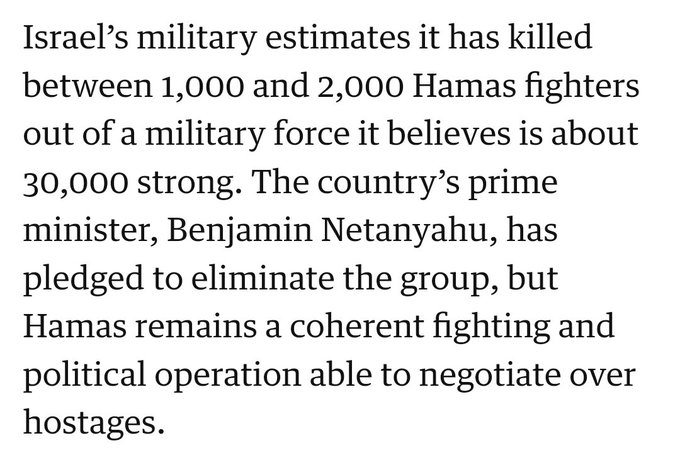 Israel’s military estimates it has killed
between 1,000 and 2,000 Hamas fighters
out of a military force it believes is about
30,000 strong. The country’s prime
minister, Benjamin Netanyahu, has
pledged to eliminate the group, but
Hamas remains a coherent fighting and
political operation able to negotiate over
hostages.